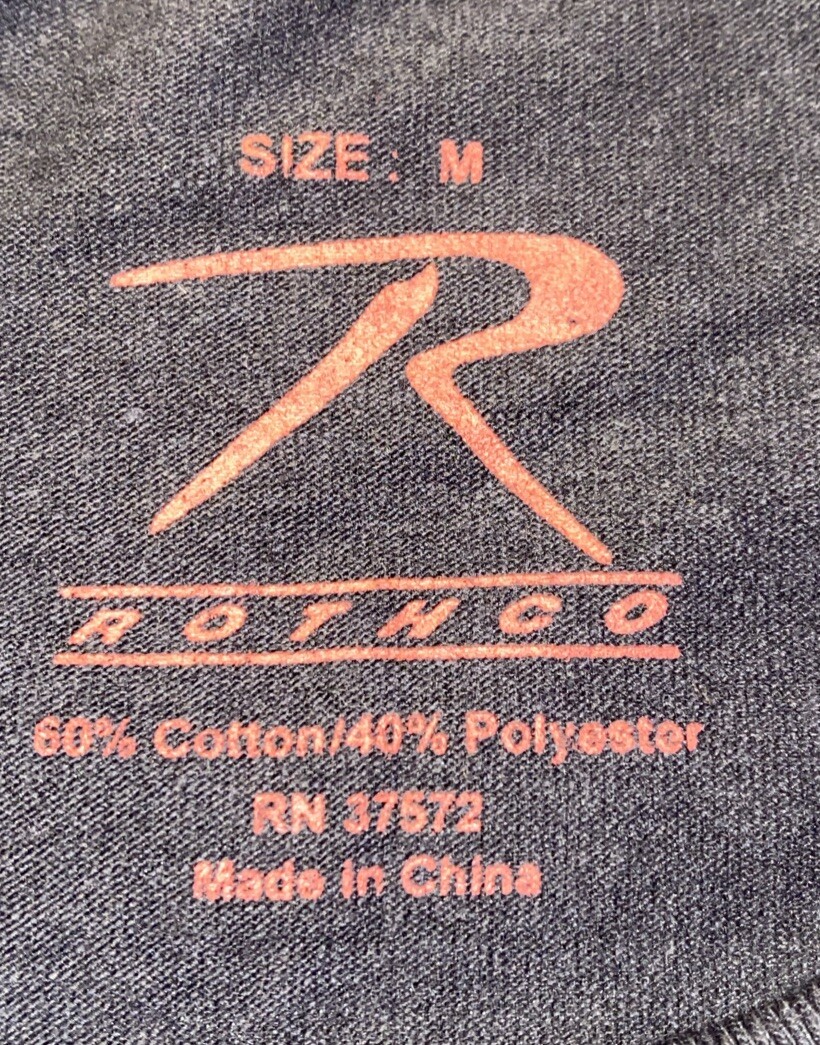 SIZE: M
R
ROTHCO
60% Cotton/40% Polyester
RN 37572
Made in China